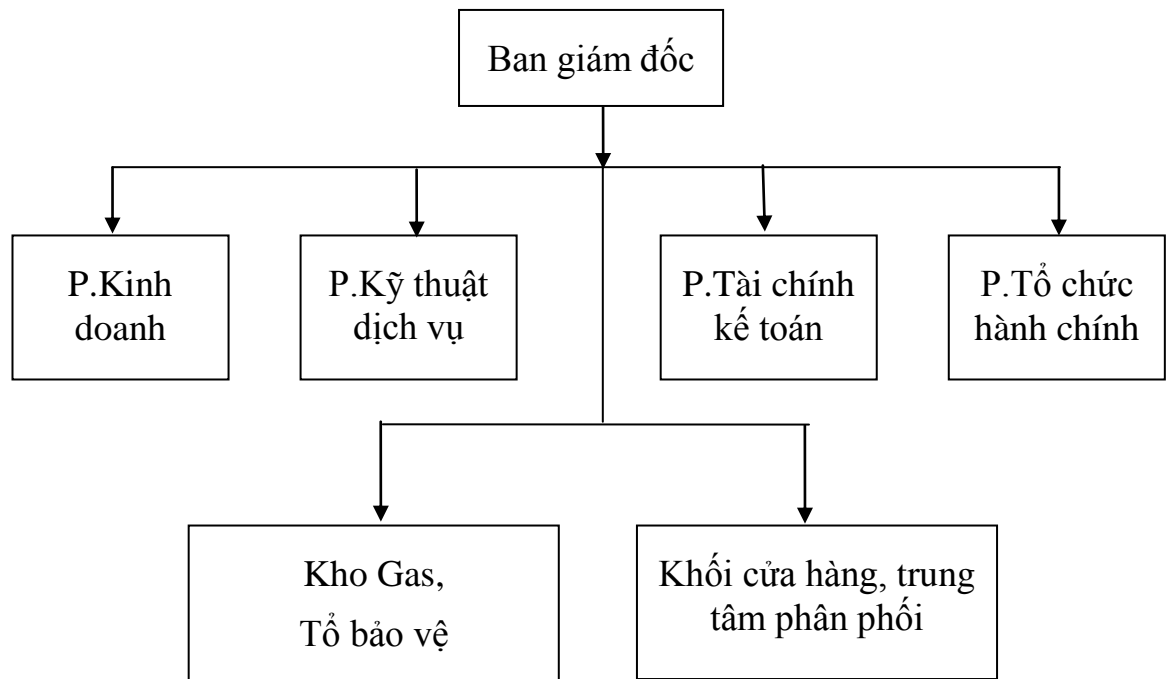 Ban giám đốc
P.Kinh
doanh
P.Kỹ thuật
dịch vụ
P.Tài chính
kế toán
P.Tổ chức
hành chính
Kho Gas,
Tổ bảo vệ
Khối cửa hàng, trung
tâm phân phối